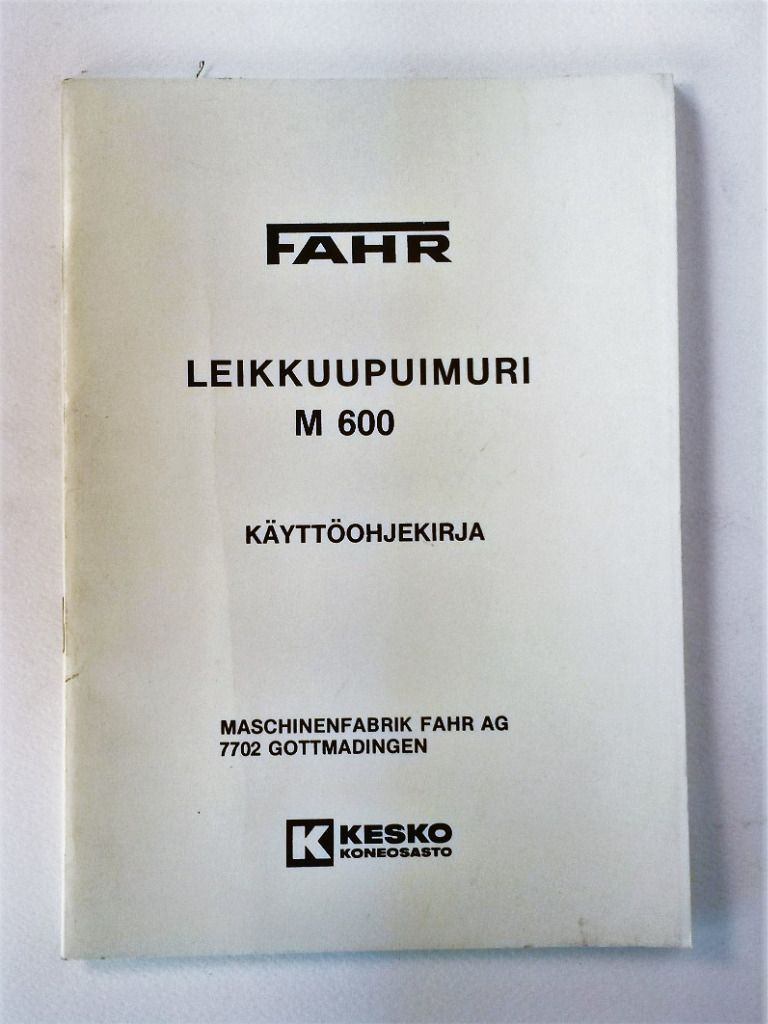 FAHR
LEIKKUUPUIMURI
M 600
KÄYTTÖOHJEKIRJA
MASCHINENFABRIK FAHR AG
7702 GOTTMADINGEN
K KESKO
KONEOSASTO